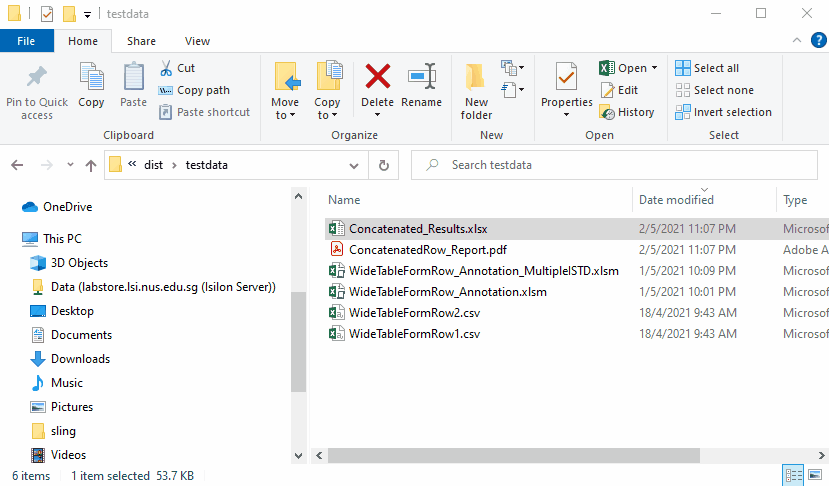 testdata
File Home Share View
Pin to Quick access
Copy
Paste
Cut
Copy path
Paste shortcut
Clipboard
Move to
Copy to
Delete
Rename
Organize
New folder
New
Properties
Open
Edit
History
Open
Select all
Select none
Invert selection
Select
« dist › testdata
Search testdata
Name Date modified Type
OneDrive
This PC
3D Objects
Data (labstore.lsi.nus.edu.sg (Isilon Server))
Desktop
Documents
Downloads
Music
Pictures
sling
Videos
Concatenated_Results.xlsx 2/5/2021 11:07 PM Microsof
ConcatenatedRow_Report.pdf 2/5/2021 11:07 PM Adobe A
WideTableFormRow_Annotation_MultipleISTD.xlsm 1/5/2021 10:09 PM Microsof
WideTableFormRow_Annotation.xlsm 1/5/2021 10:01 PM Microsof
WideTableFormRow2.csv 18/4/2021 9:43 AM Microsof
WideTableFormRow1.csv 18/4/2021 9:43 AM Microsof
6 items 1 item selected 53.7 KB